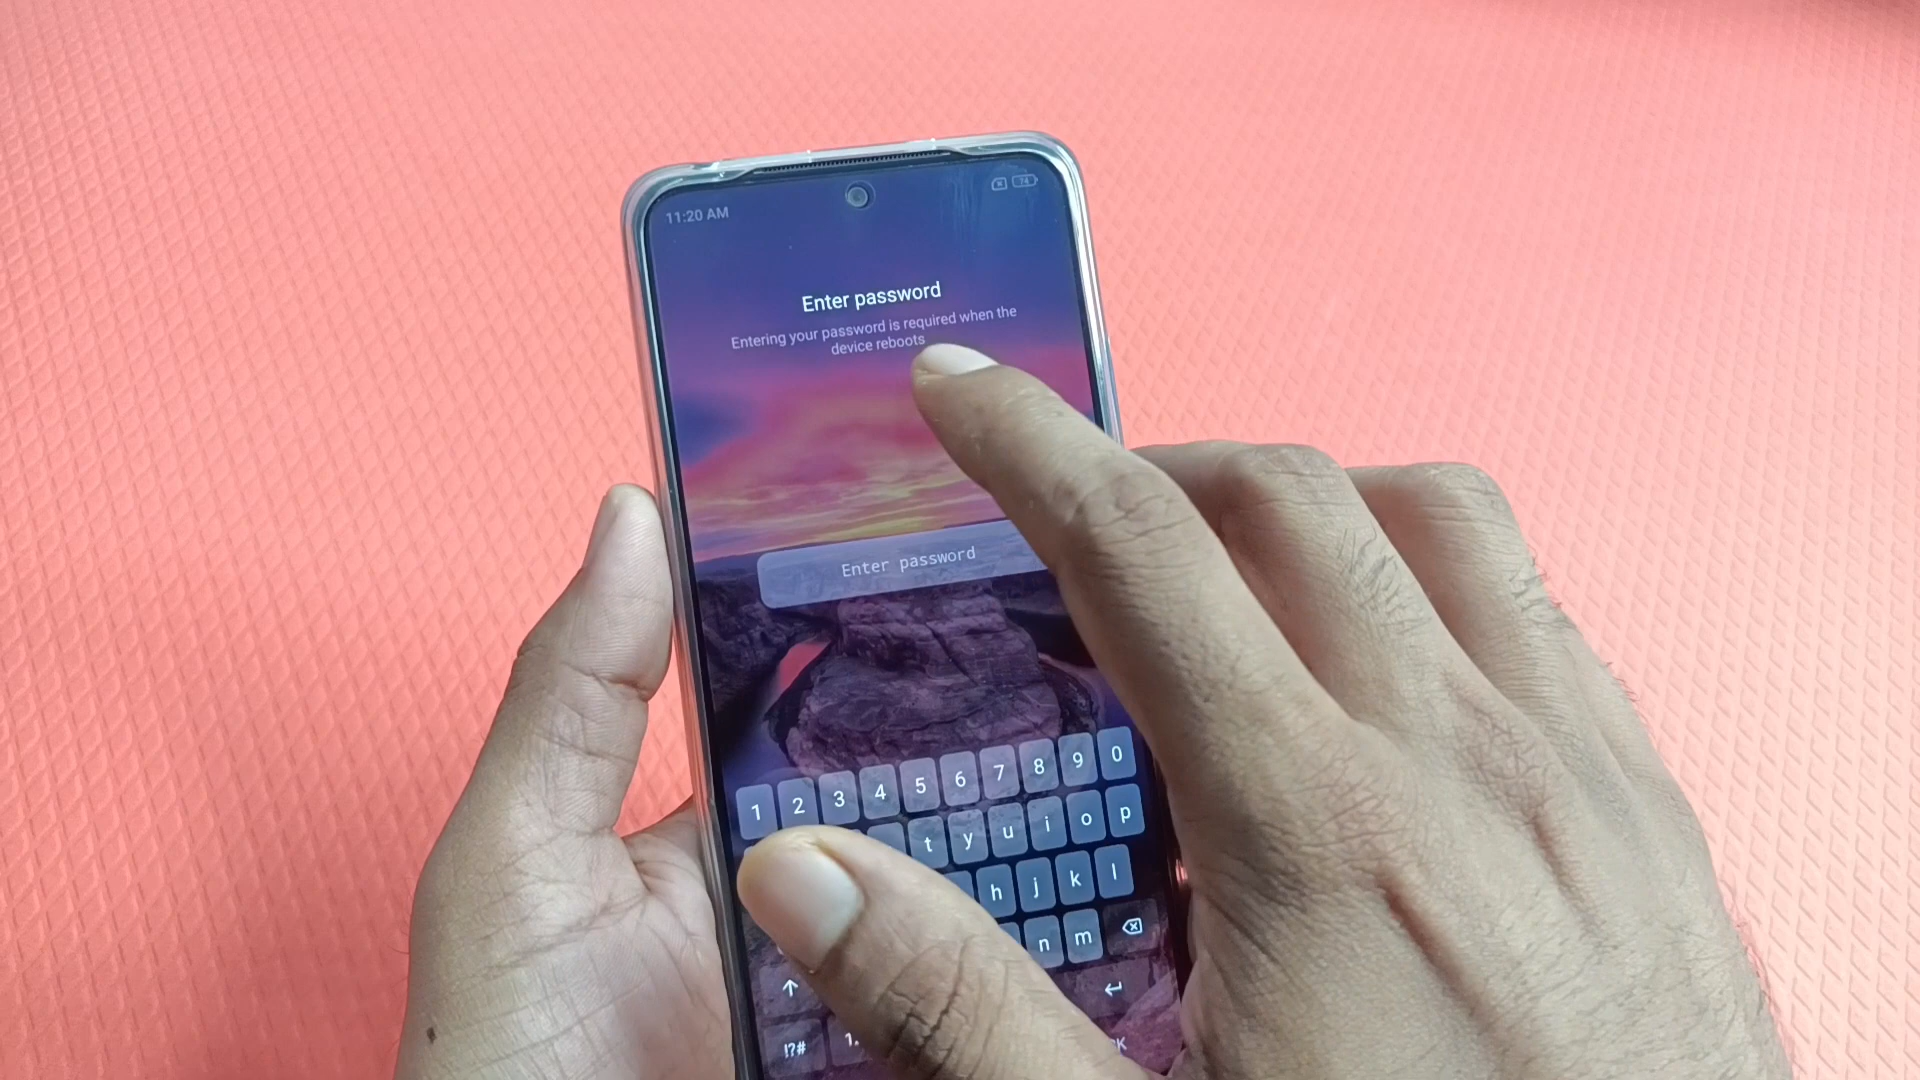 11:20 AM
74
Enter password
Entering your password is required when the
device reboots
Enter password
1 2 3 4 5 6 7 8 9 0
t y u i o p
h j k l
n m
!?#